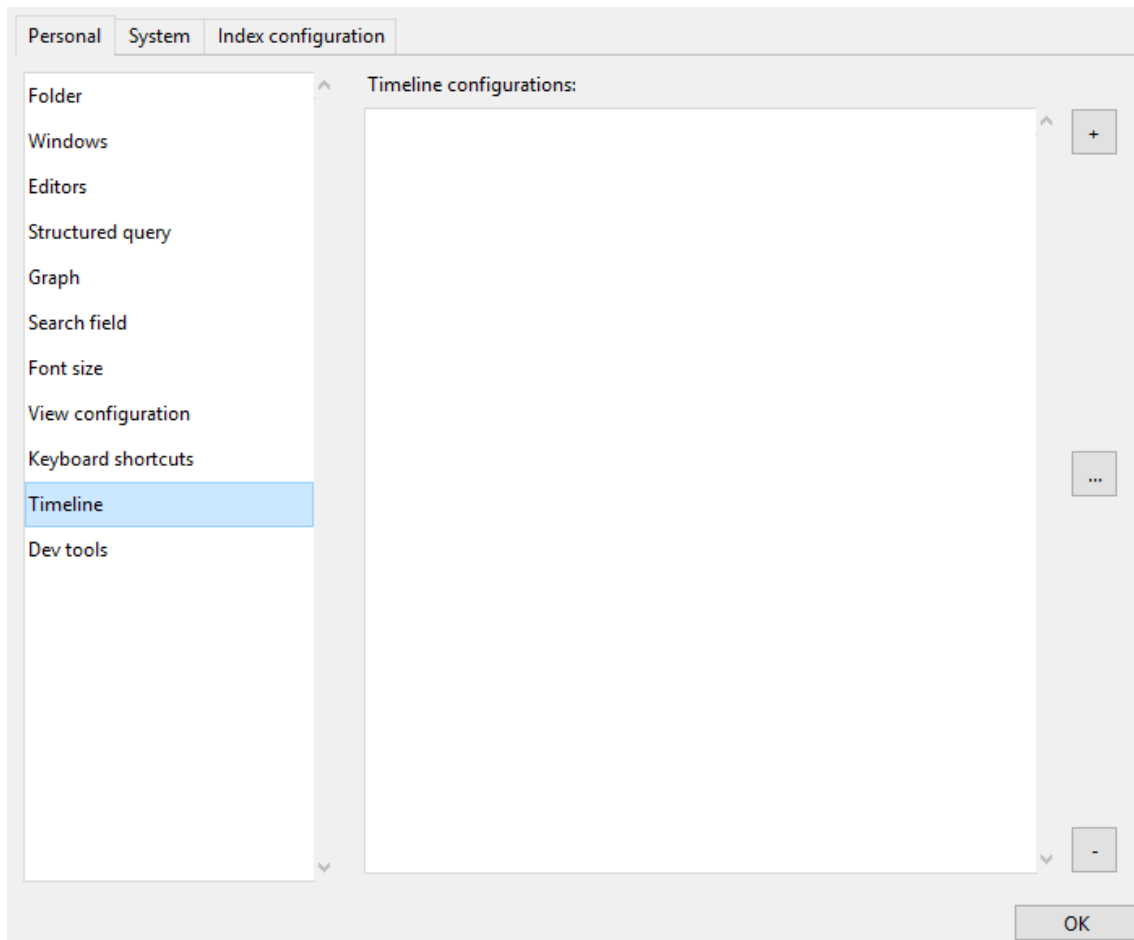 Personal System Index configuration
Folder
Windows
Editors
Structured query
Graph
Search field
Font size
View configuration
Keyboard shortcuts
Timeline
Dev tools
Timeline configurations:
+
...
-
OK